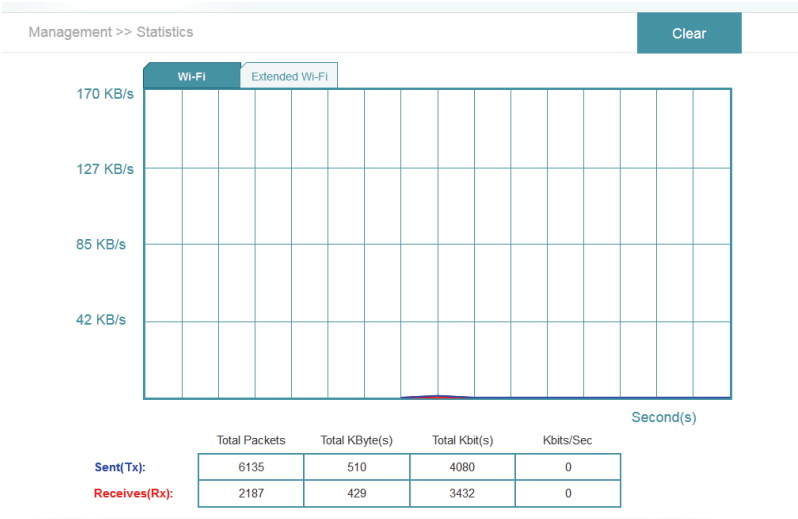 Management >> Statistics
Clear
Wi-Fi Extended Wi-Fi
170 KB/s
127 KB/s
85 KB/s
42 KB/s
Second(s)
Total Packets Total KByte(s) Total Kbit(s) Kbits/Sec
Sent(Tx): 6135 510 4080 0
Receives(Rx): 2187 429 3432 0